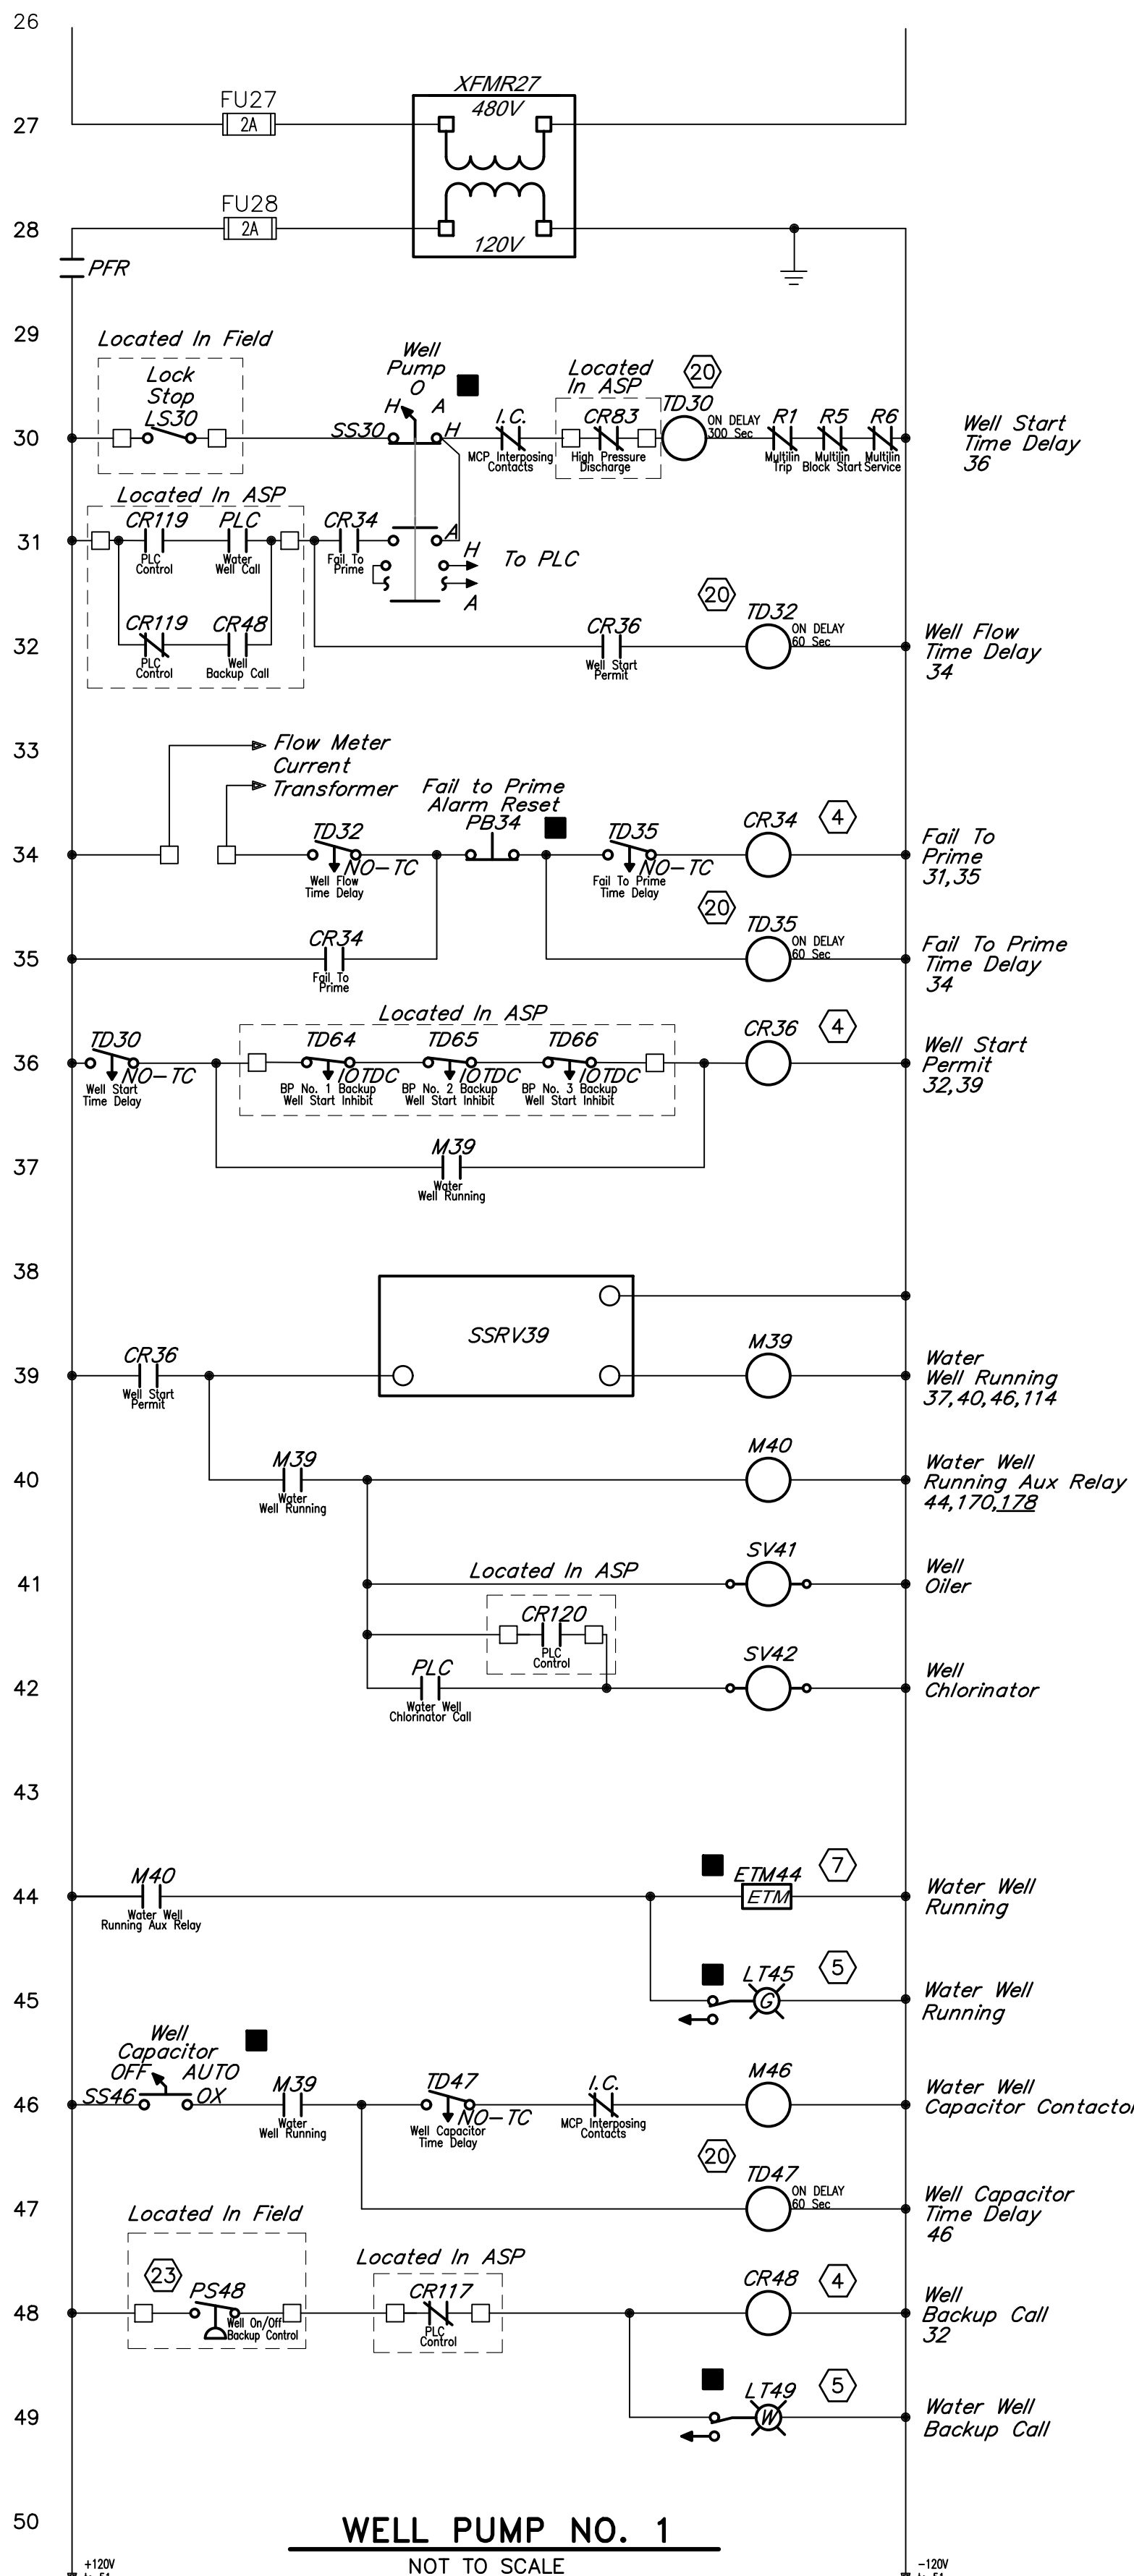 26
XFMR27
FU27
480V
27
2A
FU28
28
2A
120V
PFR
29
Located In Field
Well
Pump
O
Located
In ASP
20
Lock
Stop
LS30
H A
TD30
30
SS30
H
I.C.
MCP Interposing
Contacts
CR83
High Pressure
Discharge
ON DELAY
300 Sec
R1
Multilin
Trip
R5
Multilin
Block Start
R6
Multilin
Service
Well Start
Time Delay
36
Located In ASP
31
CR119
PLC
Control
PLC
Water
Well Call
CR34
Fail To
Prime
A
H
To PLC
A
20
32
CR119
PLC
Control
CR48
Well
Backup Call
CR36
Well Start
Permit
TD32
ON DELAY
60 Sec
Well Flow
Time Delay
34
33
Flow Meter
Current
Transformer
Fail to Prime
Alarm Reset
PB34
34
TD32
NO-TC
Well Flow
Time Delay
TD35
NO-TC
Fail To Prime
Time Delay
CR34
4
Fail To
Prime
31,35
20
35
CR34
Fail To
Prime
TD35
ON DELAY
60 Sec
Fail To Prime
Time Delay
34
Located In ASP
36
TD30
NO-TC
Well Start
Time Delay
TD64
IOTDC
BP No. 1 Backup
Well Start Inhibit
TD65
IOTDC
BP No. 2 Backup
Well Start Inhibit
TD66
IOTDC
BP No. 3 Backup
Well Start Inhibit
CR36
4
Well Start
Permit
32,39
37
M39
Water
Well Running
38
SSRV39
39
CR36
Well Start
Permit
M39
Water
Well Running
37,40,46,114
40
M39
Water
Well Running
M40
Water Well
Running Aux Relay
44,170,178
41
Located In ASP
SV41
Well
Oiler
CR120
PLC
Control
42
PLC
Water Well
Chlorinator Call
SV42
Well
Chlorinator
43
44
M40
Water Well
Running Aux Relay
ETM44
ETM
7
Water Well
Running
45
LT45
G
5
Water Well
Running
Well
Capacitor
OFF AUTO
46
SS46
OX
M39
Water
Well Running
TD47
NO-TC
Well Capacitor
Time Delay
I.C.
MCP Interposing
Contacts
M46
Water Well
Capacitor Contactor
20
47
TD47
ON DELAY
60 Sec
Well Capacitor
Time Delay
46
Located In Field
Located In ASP
48
23
PS48
Well On/Off
Backup Control
CR117
PLC
Control
CR48
4
Well
Backup Call
32
49
LT49
W
5
Water Well
Backup Call
50
WELL PUMP NO. 1
NOT TO SCALE
+120V
-120V